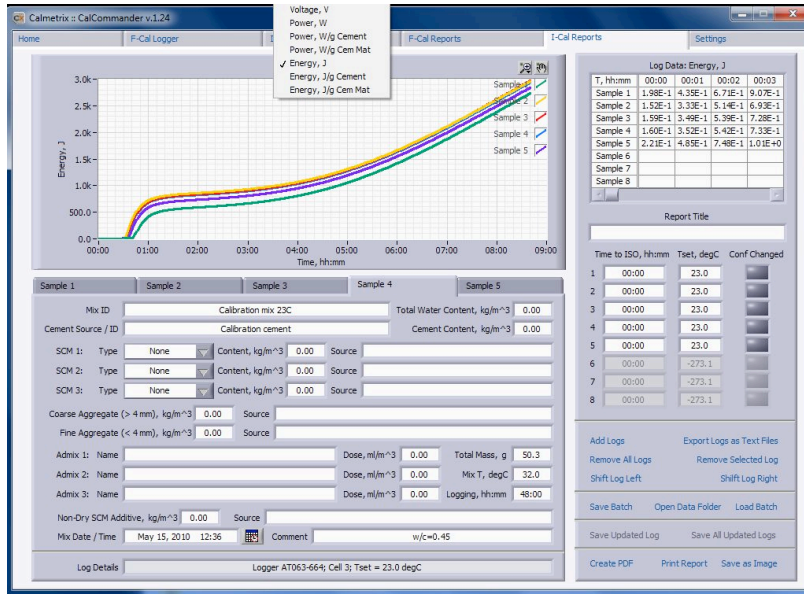 Calmetrix :: CalCommander v.1.24
Home F-Cal Logger I F-Cal Reports I-Cal Reports Settings
Voltage, V
Power, W
Power, W/g Cement
Power, W/g Cem Mat
✓ Energy, J
Energy, J/g Cement
Energy, J/g Cem Mat
Energy, J
3.0k
2.5k
2.0k
1.5k
1.0k
500.0
0.0
00:00 01:00 02:00 03:00 04:00 05:00 06:00 07:00 08:00 09:00
Time, hh:mm
Sample 1
Sample 2
Sample 3
Sample 4
Sample 5
Log Data: Energy, J
T, hh:mm 00:00 00:01 00:02 00:03
Sample 1 1.98E-1 4.35E-1 6.71E-1 9.07E-1
Sample 2 1.52E-1 3.33E-1 5.14E-1 6.93E-1
Sample 3 1.59E-1 3.49E-1 5.39E-1 7.28E-1
Sample 4 1.60E-1 3.52E-1 5.42E-1 7.33E-1
Sample 5 2.21E-1 4.85E-1 7.48E-1 1.01E+0
Sample 6
Sample 7
Sample 8
Report Title
Time to ISO, hh:mm Tset, degC Conf Changed
1 00:00 23.0
2 00:00 23.0
3 00:00 23.0
4 00:00 23.0
5 00:00 23.0
6 00:00 -273.1
7 00:00 -273.1
8 00:00 -273.1
Sample 1 Sample 2 Sample 3 Sample 4 Sample 5
Mix ID Calibration mix 23C Total Water Content, kg/m^3 0.00
Cement Source / ID Calibration cement Cement Content, kg/m^3 0.00
SCM 1: Type None Content, kg/m^3 0.00 Source
SCM 2: Type None Content, kg/m^3 0.00 Source
SCM 3: Type None Content, kg/m^3 0.00 Source
Coarse Aggregate (> 4 mm), kg/m^3 0.00 Source
Fine Aggregate (< 4 mm), kg/m^3 0.00 Source
Admix 1: Name Dose, ml/m^3 0.00 Total Mass, g 50.3
Admix 2: Name Dose, ml/m^3 0.00 Mix T, degC 32.0
Admix 3: Name Dose, ml/m^3 0.00 Logging, hh:mm 48:00
Non-Dry SCM Additive, kg/m^3 0.00 Source
Mix Date / Time May 15, 2010 12:36 Comment w/c=0.45
Log Details Logger AT063-664; Cell 3; Tset = 23.0 degC
Add Logs Export Logs as Text Files
Remove All Logs Remove Selected Log
Shift Log Left Shilft Log Right
Save Batch Open Data Folder Load Batch
Save Updated Log Save All Updated Logs
Create PDF Print Report Save as Image